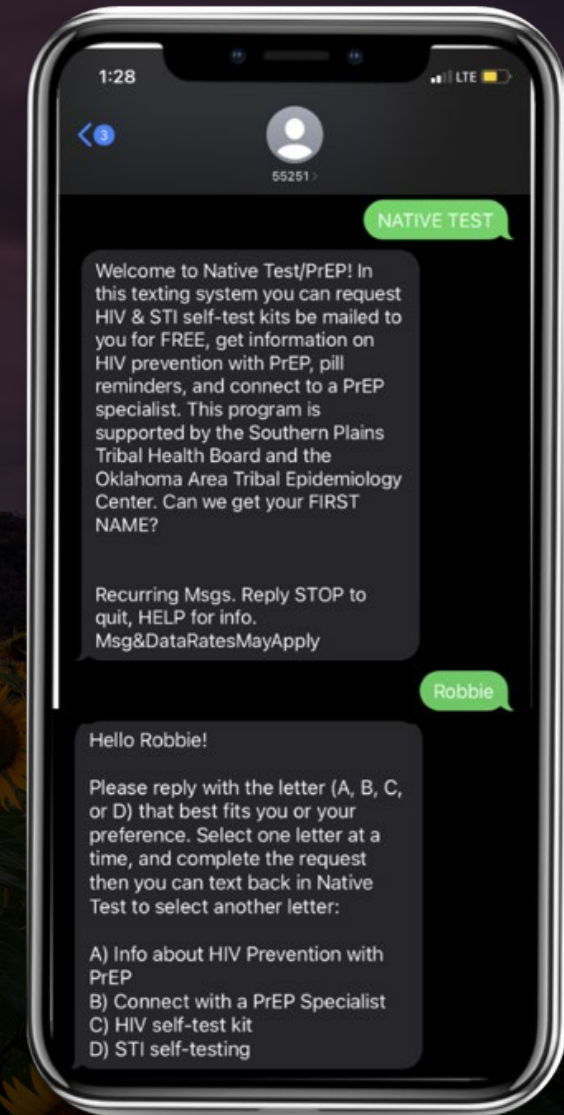 1:28
LTE
3
55251 >
NATIVE TEST
Welcome to Native Test/PrEP! In
this texting system you can request
HIV & STI self-test kits be mailed to
you for FREE, get information on
HIV prevention with PrEP, pill
reminders, and connect to a PrEP
specialist. This program is
supported by the Southern Plains
Tribal Health Board and the
Oklahoma Area Tribal Epidemiology
Center. Can we get your FIRST
NAME?
Recurring Msgs. Reply STOP to
quit, HELP for info.
Msg&DataRatesMayApply
Robbie
Hello Robbie!
Please reply with the letter (A, B, C,
or D) that best fits you or your
preference. Select one letter at a
time, and complete the request
then you can text back in Native
Test to select another letter:
A) Info about HIV Prevention with
PrEP
B) Connect with a PrEP Specialist
C) HIV self-test kit
D) STI self-testing